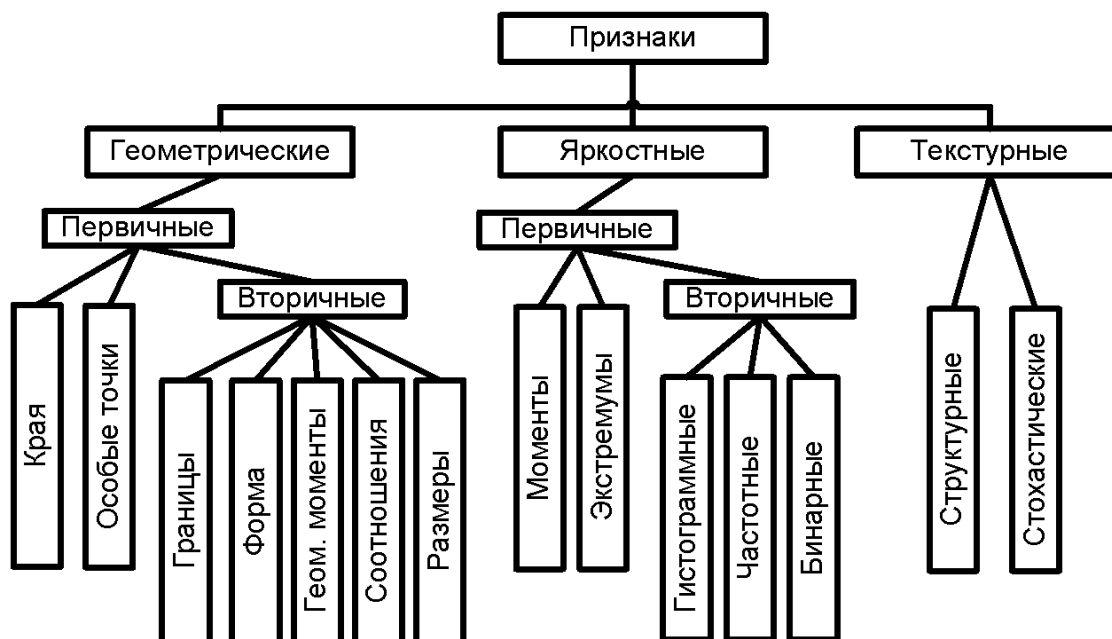 Признаки
Геометрические
Яркостные
Текстурные
Первичные
Первичные
Вторичные
Вторичные
Края
Особые точки
Границы
Форма
Геом. моменты
Соотношения
Размеры
Моменты
Экстремумы
Гистограммные
Частотные
Бинарные
Структурные
Стохастические